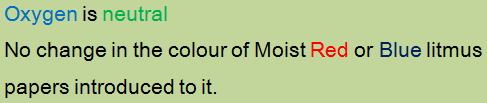 Oxygen is neutral
No change in the colour of Moist Red or Blue litmus
papers introduced to it.